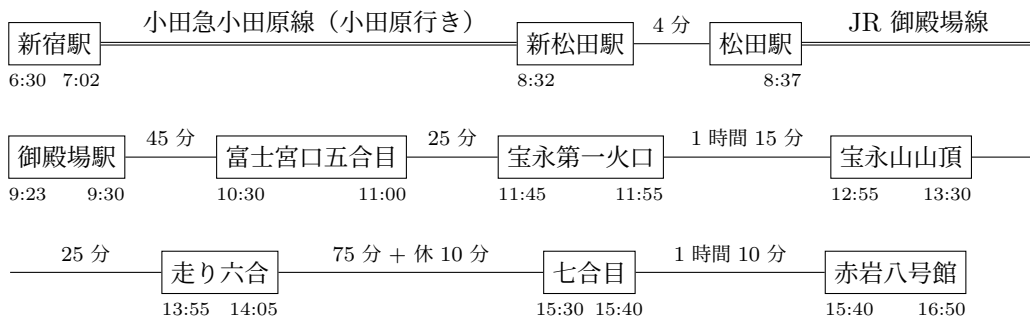 小田急小田原線（小田原行き） 4 分 JR 御殿場線
新宿駅 新松田駅 松田駅
6:30 7:02 8:32 8:37
45 分 25 分 1 時間 15 分
御殿場駅 富士宮口五合目 宝永第一火口 宝永山山頂
9:23 9:30 10:30 11:00 11:45 11:55 12:55 13:30
25 分 75 分 + 休 10 分 1 時間 10 分
走り六合 七合目 赤岩八号館
13:55 14:05 15:30 15:40 15:40 16:50